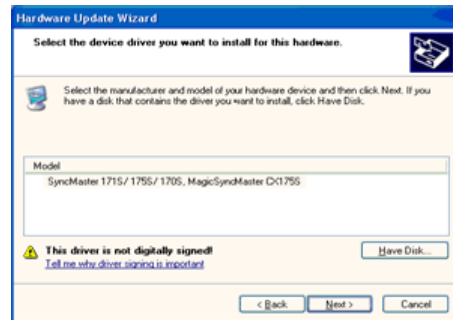 Hardware Update Wizard
Select the device driver you want to install for this hardware.
Select the manufacturer and model of your hardware device and then click Next. If you
have a disk that contains the driver you want to install, click Have Disk.
Model
SyncMaster 171S/ 175S/ 170S, MagicSyncMaster CX175S
This driver is not digitally signed!
Have Disk...
Tell me why driver signing is important
< Back
Next >
Cancel